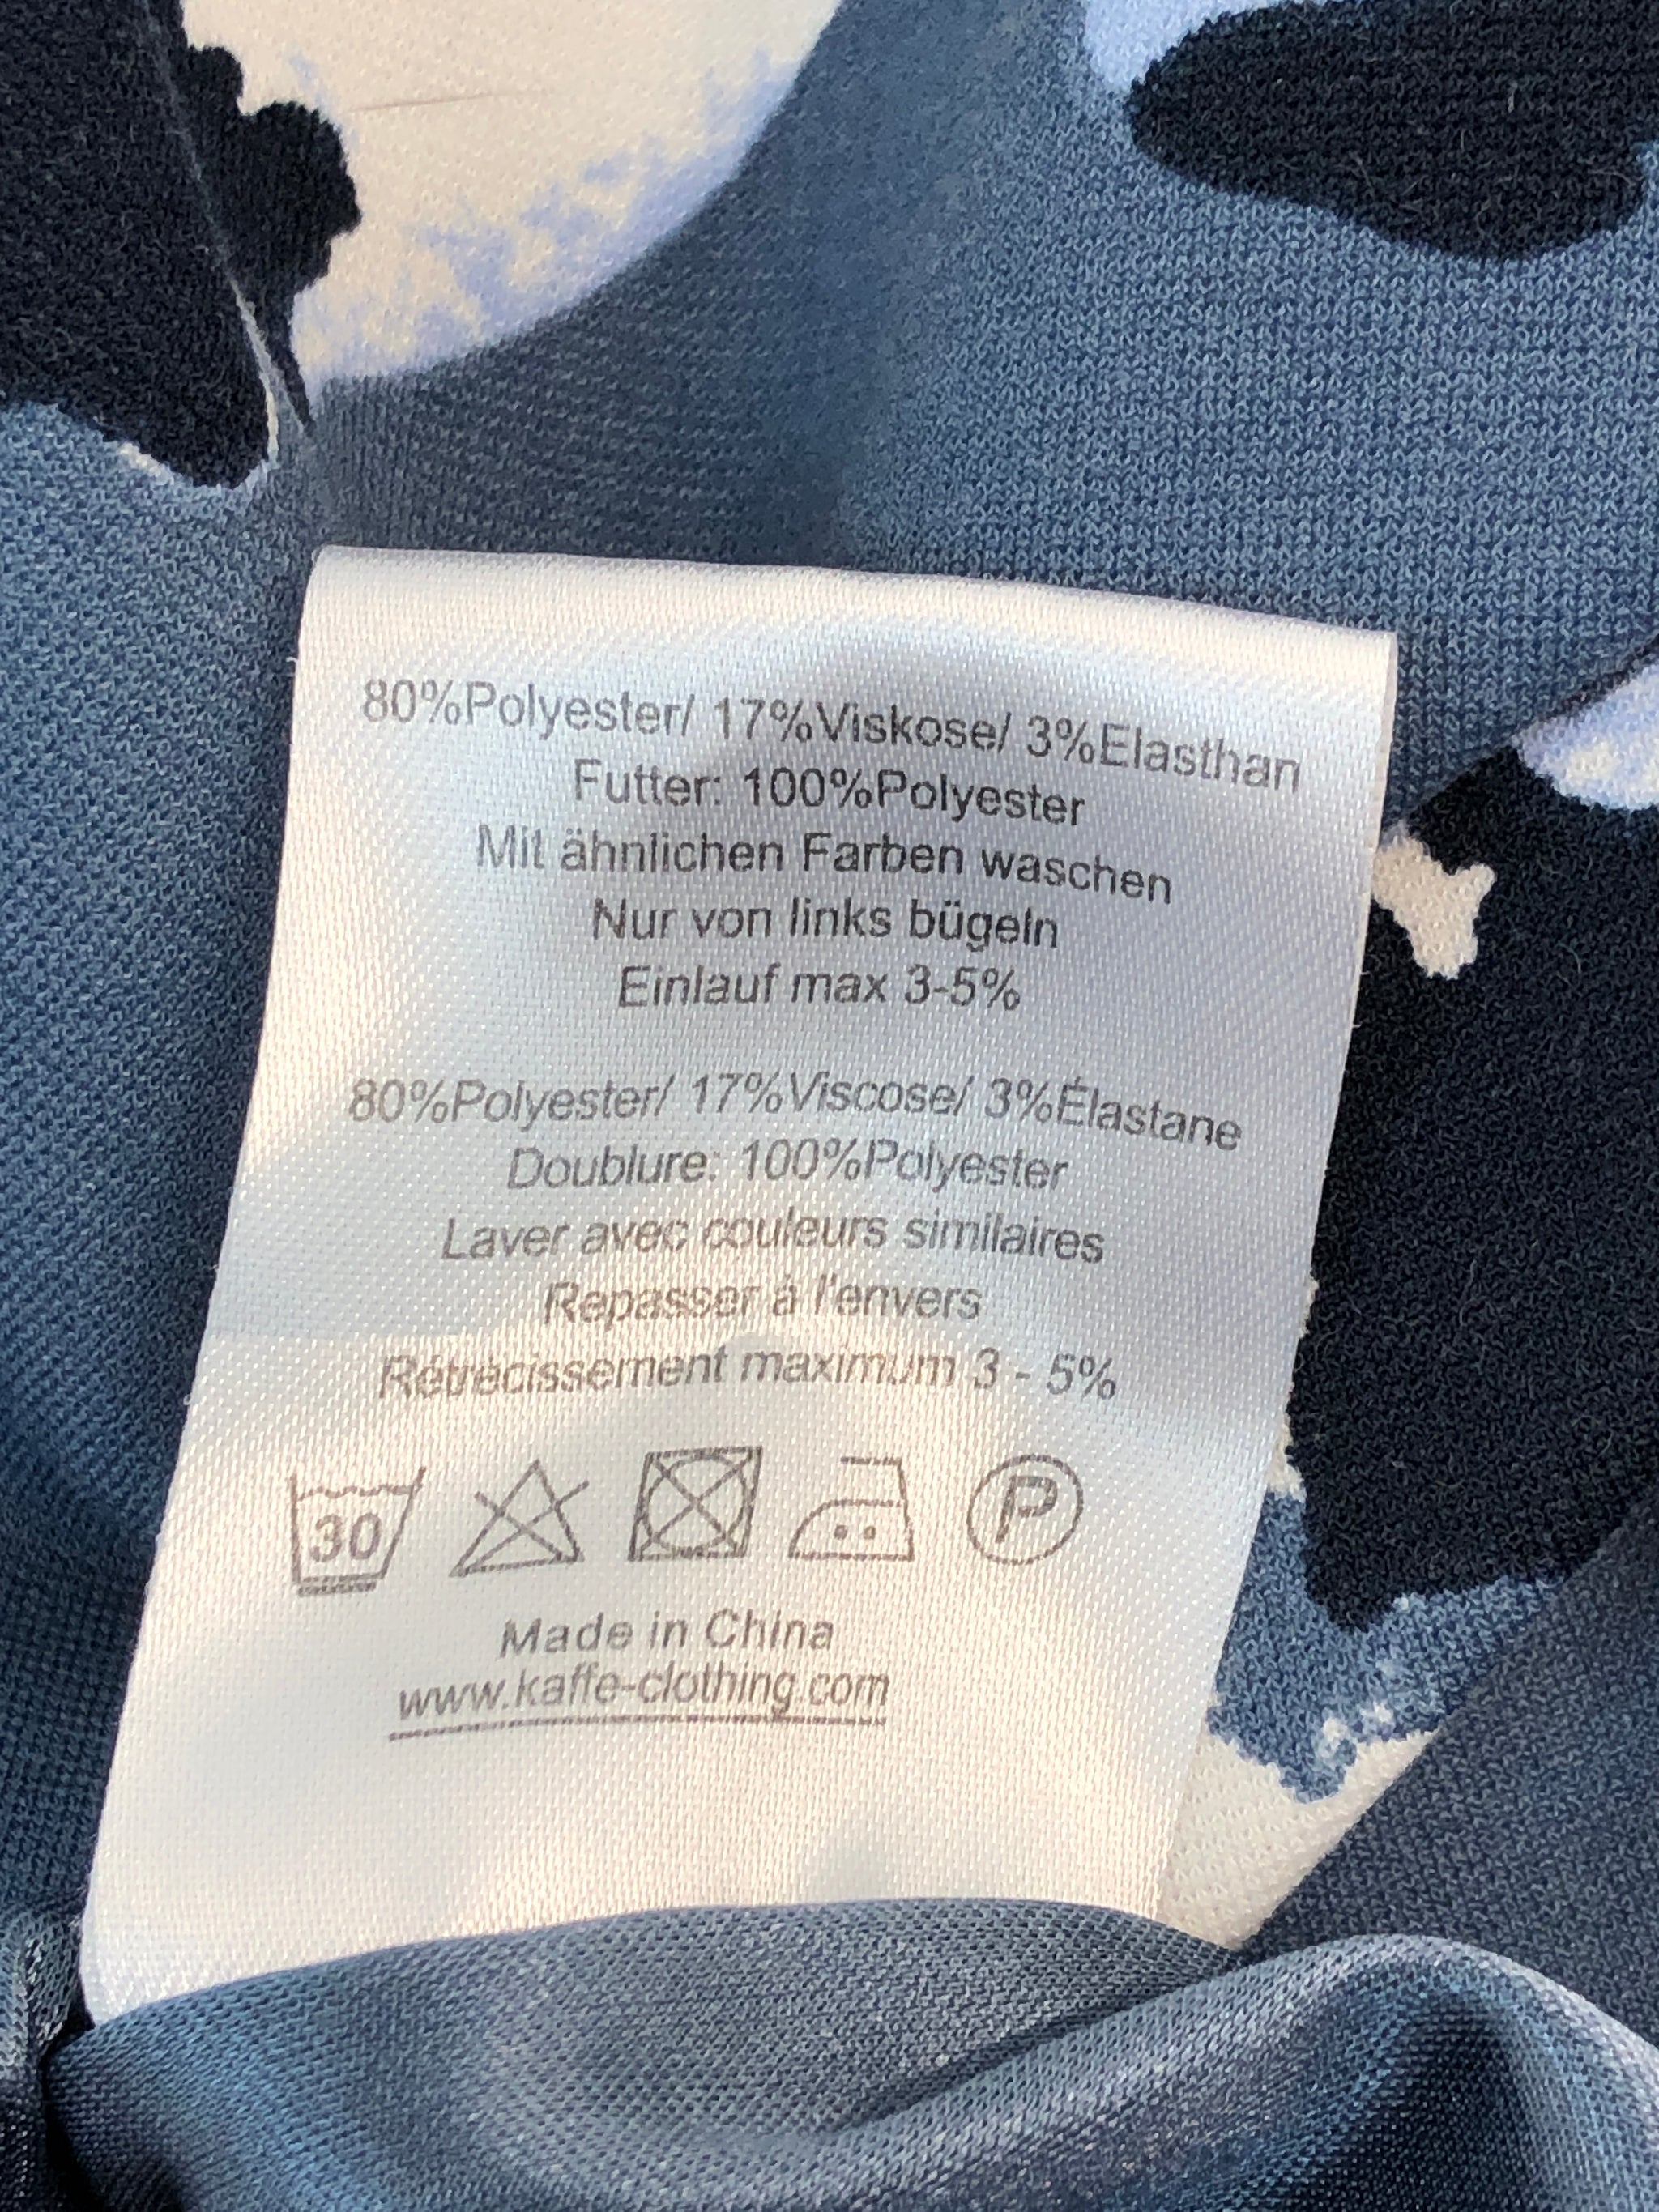 80%Polyester/ 17%Viskose/ 3%Elasthan
Futter: 100%Polyester
Mit ähnlichen Farben waschen
Nur von links bügeln
Einlauf max 3-5%
80%Polyester/ 17%Viscose/ 3%Élastane
Doublure: 100%Polyester
Laver avec couleurs similaires
Repasser à l'envers
Rétrécissement maximum 3 - 5%
30 P
Made in China
www.kaffe-clothing.com